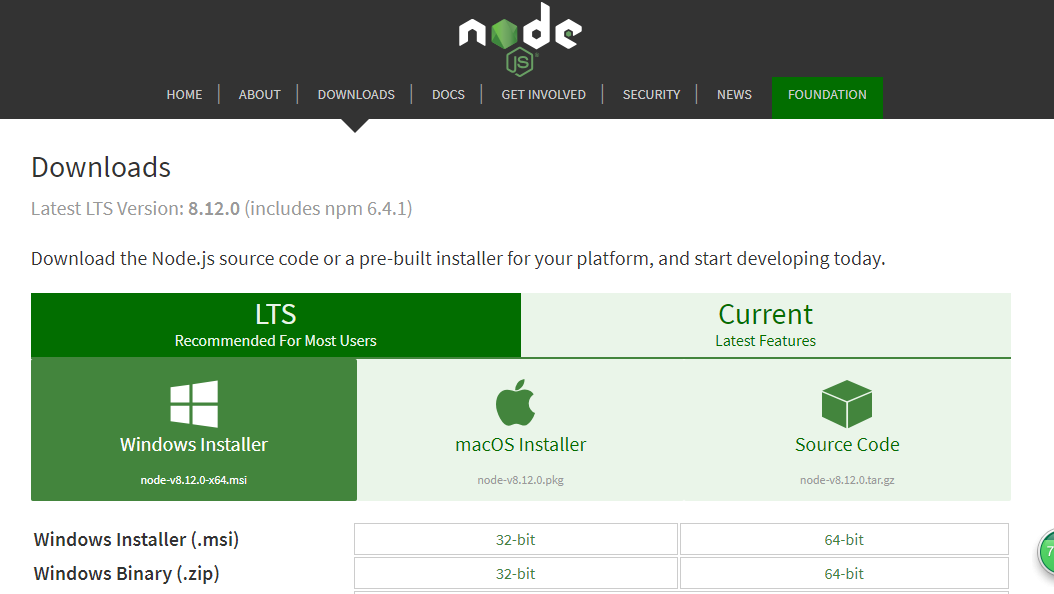 node
JS
HOME ABOUT DOWNLOADS DOCS GET INVOLVED SECURITY NEWS FOUNDATION
Downloads
Latest LTS Version: 8.12.0 (includes npm 6.4.1)
Download the Node.js source code or a pre-built installer for your platform, and start developing today.
LTS
Recommended For Most Users
Current
Latest Features
Windows Installer
node-v8.12.0-x64.msi
macOS Installer
node-v8.12.0.pkg
Source Code
node-v8.12.0.tar.gz
Windows Installer (.msi) 32-bit 64-bit
Windows Binary (.zip) 32-bit 64-bit